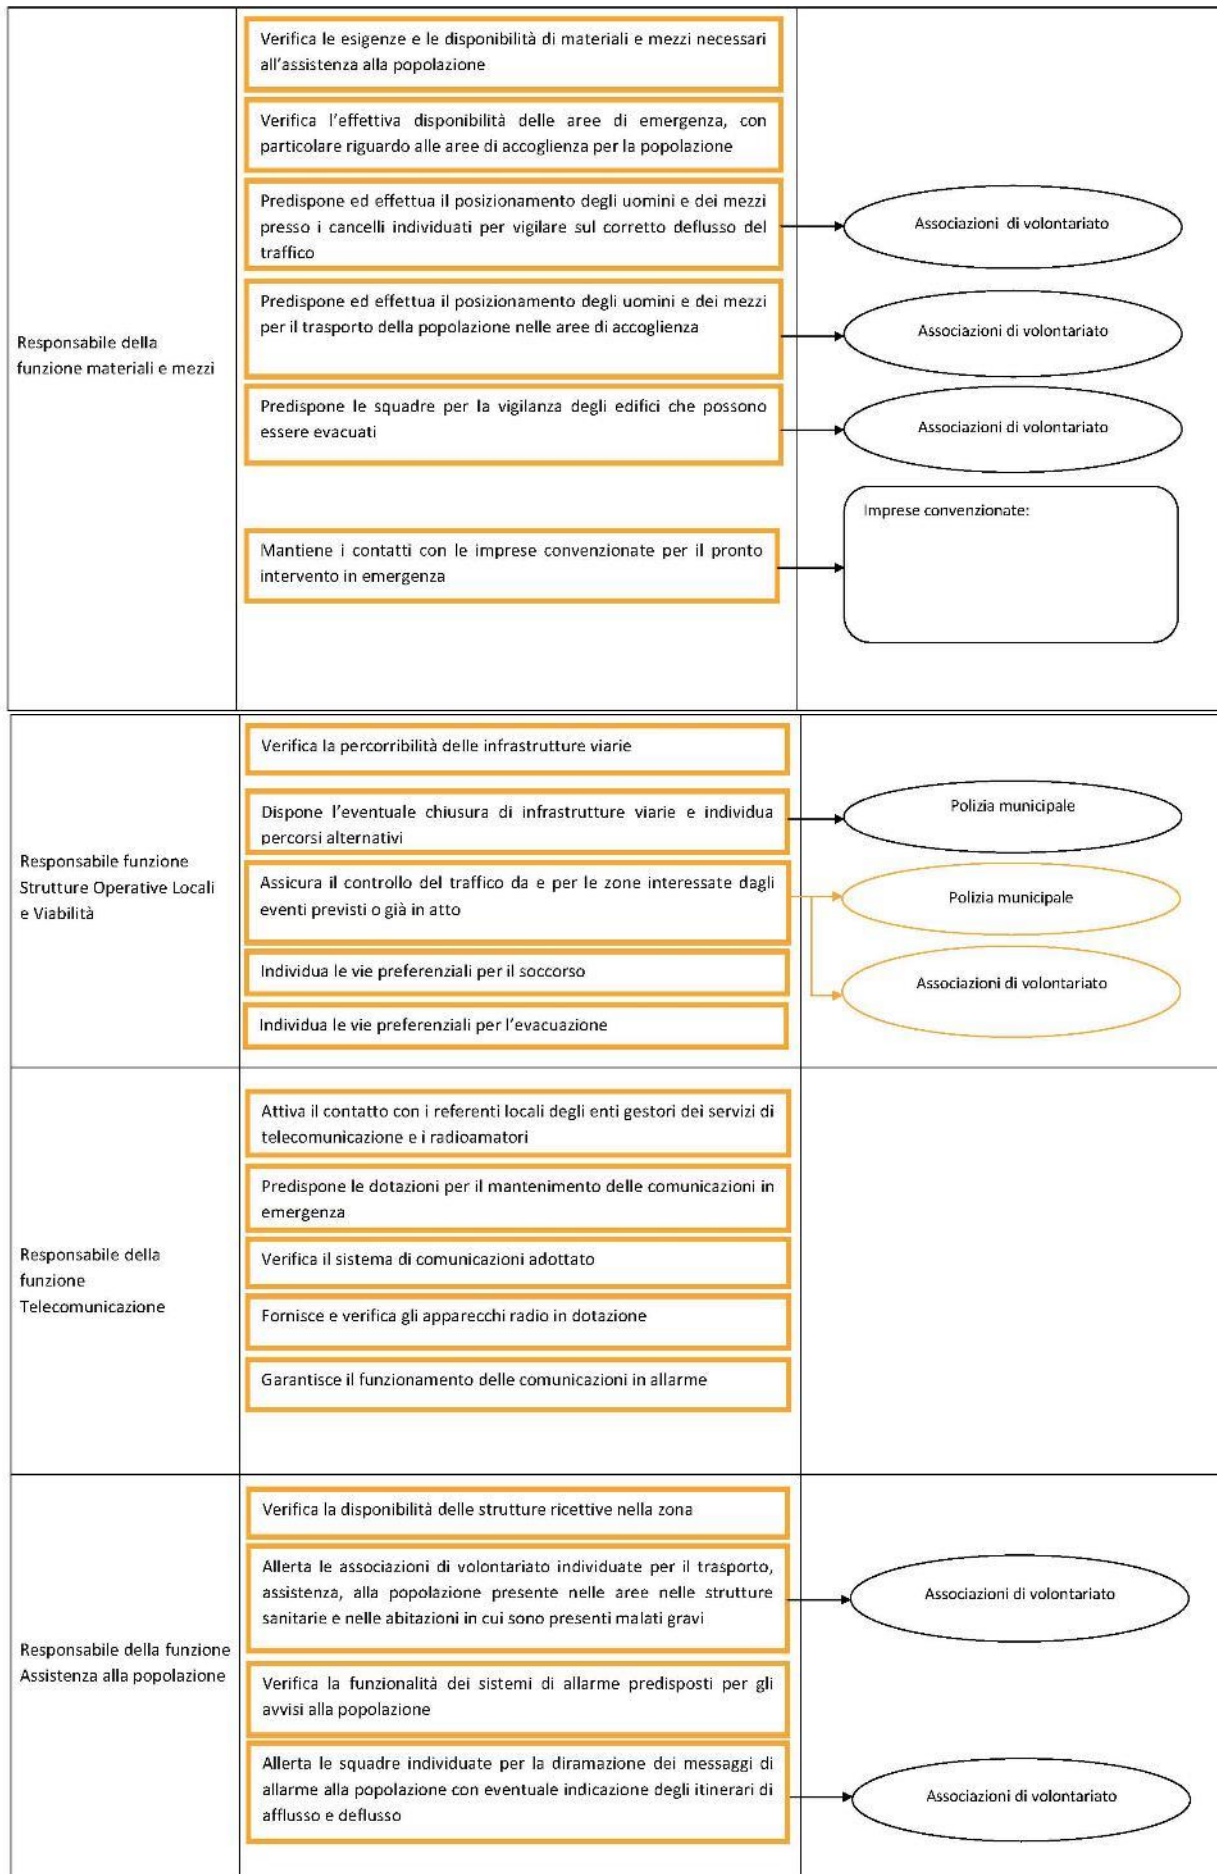 Verifica le esigenze e le disponibilità di materiali e mezzi necessari
all'assistenza alla popolazione
Verifica l'effettiva disponibilità delle aree di emergenza, con
particolare riguardo alle aree di accoglienza per la popolazione
Predispone ed effettua il posizionamento degli uomini e dei mezzi
presso i cancelli individuati per vigilare sul corretto deflusso del
traffico
Associazioni di volontariato
Predispone ed effettua il posizionamento degli uomini e dei mezzi
per il trasporto della popolazione nelle aree di accoglienza
Associazioni di volontariato
Responsabile della
funzione materiali e mezzi
Predispone le squadre per la vigilanza degli edifici che possono
essere evacuati
Associazioni di volontariato
Mantiene i contatti con le imprese convenzionate per il pronto
intervento in emergenza
Imprese convenzionate:
Verifica la percorribilità delle infrastrutture viarie
Dispone l'eventuale chiusura di infrastrutture viarie e individua
percorsi alternativi
Polizia municipale
Responsabile funzione
Strutture Operative Locali
e Viabilità
Assicura il controllo del traffico da e per le zone interessate dagli
eventi previsti o già in atto
Polizia municipale
Associazioni di volontariato
Individua le vie preferenziali per il soccorso
Individua le vie preferenziali per l'evacuazione
Attiva il contatto con i referenti locali degli enti gestori dei servizi di
telecomunicazione e i radioamatori
Predispone le dotazioni per il mantenimento delle comunicazioni in
emergenza
Responsabile della
funzione
Telecomunicazione
Verifica il sistema di comunicazioni adottato
Fornisce e verifica gli apparecchi radio in dotazione
Garantisce il funzionamento delle comunicazioni in allarme
Verifica la disponibilità delle strutture ricettive nella zona
Allerta le associazioni di volontariato individuate per il trasporto,
assistenza, alla popolazione presente nelle aree nelle strutture
sanitarie e nelle abitazioni in cui sono presenti malati gravi
Associazioni di volontariato
Responsabile della funzione
Assistenza alla popolazione
Verifica la funzionalità dei sistemi di allarme predisposti per gli
avvisi alla popolazione
Allerta le squadre individuate per la diramazione dei messaggi di
allarme alla popolazione con eventuale indicazione degli itinerari di
afflusso e deflusso
Associazioni di volontariato